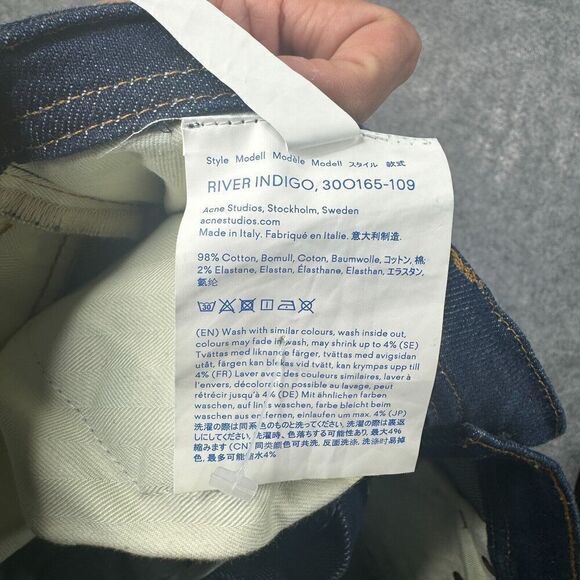 Style Modell Modèle Modell スタイル 款式
RIVER INDIGO, 30O165-109
Acne Studios, Stockholm, Sweden
acnestudios.com
Made in Italy. Fabriqué en Italie. 意大利制造.
98% Cotton, Bomull, Coton, Baumwolle, コットン, 棉;
2% Elastane, Elastan, Élasthane, Elasthan, エラスタン,
氨纶
30
(EN) Wash with similar colours, wash inside out,
colours may fade in wash, may shrink up to 4% (SE)
Tvättas med liknande färger, tvättas med avigsidan
utåt, färgen kan blekas vid tvätt, kan krympas upp till
4% (FR) Laver avec des couleurs similaires, laver à
l'envers, décoloration possible au lavage, peut
rétrécir jusqu'à 4% (DE) Mit ähnlichen farben
waschen, auf links waschen, farbe bleicht beim
waschen aus er fernen, einlaufen um max. 4% (JP)
洗濯の際は同系色のものと洗ってください, 洗濯の際は裏返
しにしてください, 洗濯時、色落ちする可能性あり, 最大4%
縮みます (CN) 同类颜色可共洗, 反面洗涤, 洗涤时易掉
色, 最多可能缩水4%